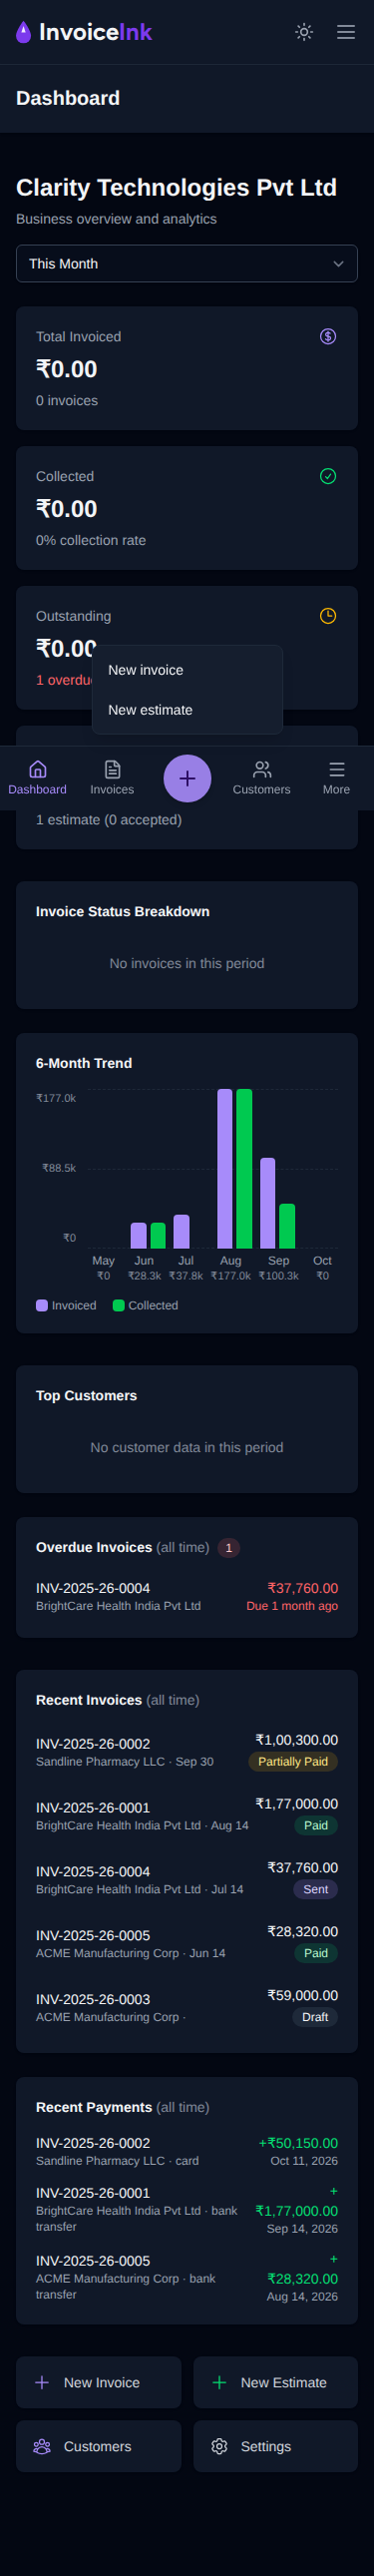 InvoiceInk
Dashboard
Clarity Technologies Pvt Ltd
Business overview and analytics
This Month
Total Invoiced
₹0.00
0 invoices
Collected
₹0.00
0% collection rate
Outstanding
₹0.00
1 overdue
New invoice
New estimate
Dashboard Invoices Customers More
1 estimate (0 accepted)
Invoice Status Breakdown
No invoices in this period
6-Month Trend
₹177.0k
₹88.5k
₹0
May Jun Jul Aug Sep Oct
₹0 ₹28.3k ₹37.8k ₹177.0k ₹100.3k ₹0
Invoiced Collected
Top Customers
No customer data in this period
Overdue Invoices (all time) 1
INV-2025-26-0004 ₹37,760.00
BrightCare Health India Pvt Ltd Due 1 month ago
Recent Invoices (all time)
INV-2025-26-0002 ₹1,00,300.00
Sandline Pharmacy LLC · Sep 30 Partially Paid
INV-2025-26-0001 ₹1,77,000.00
BrightCare Health India Pvt Ltd · Aug 14 Paid
INV-2025-26-0004 ₹37,760.00
BrightCare Health India Pvt Ltd · Jul 14 Sent
INV-2025-26-0005 ₹28,320.00
ACME Manufacturing Corp · Jun 14 Paid
INV-2025-26-0003 ₹59,000.00
ACME Manufacturing Corp · Draft
Recent Payments (all time)
INV-2025-26-0002 +₹50,150.00
Sandline Pharmacy LLC · card Oct 11, 2026
INV-2025-26-0001 +
BrightCare Health India Pvt Ltd · bank ₹1,77,000.00
transfer Sep 14, 2026
INV-2025-26-0005 +
ACME Manufacturing Corp · bank ₹28,320.00
transfer Aug 14, 2026
New Invoice New Estimate
Customers Settings